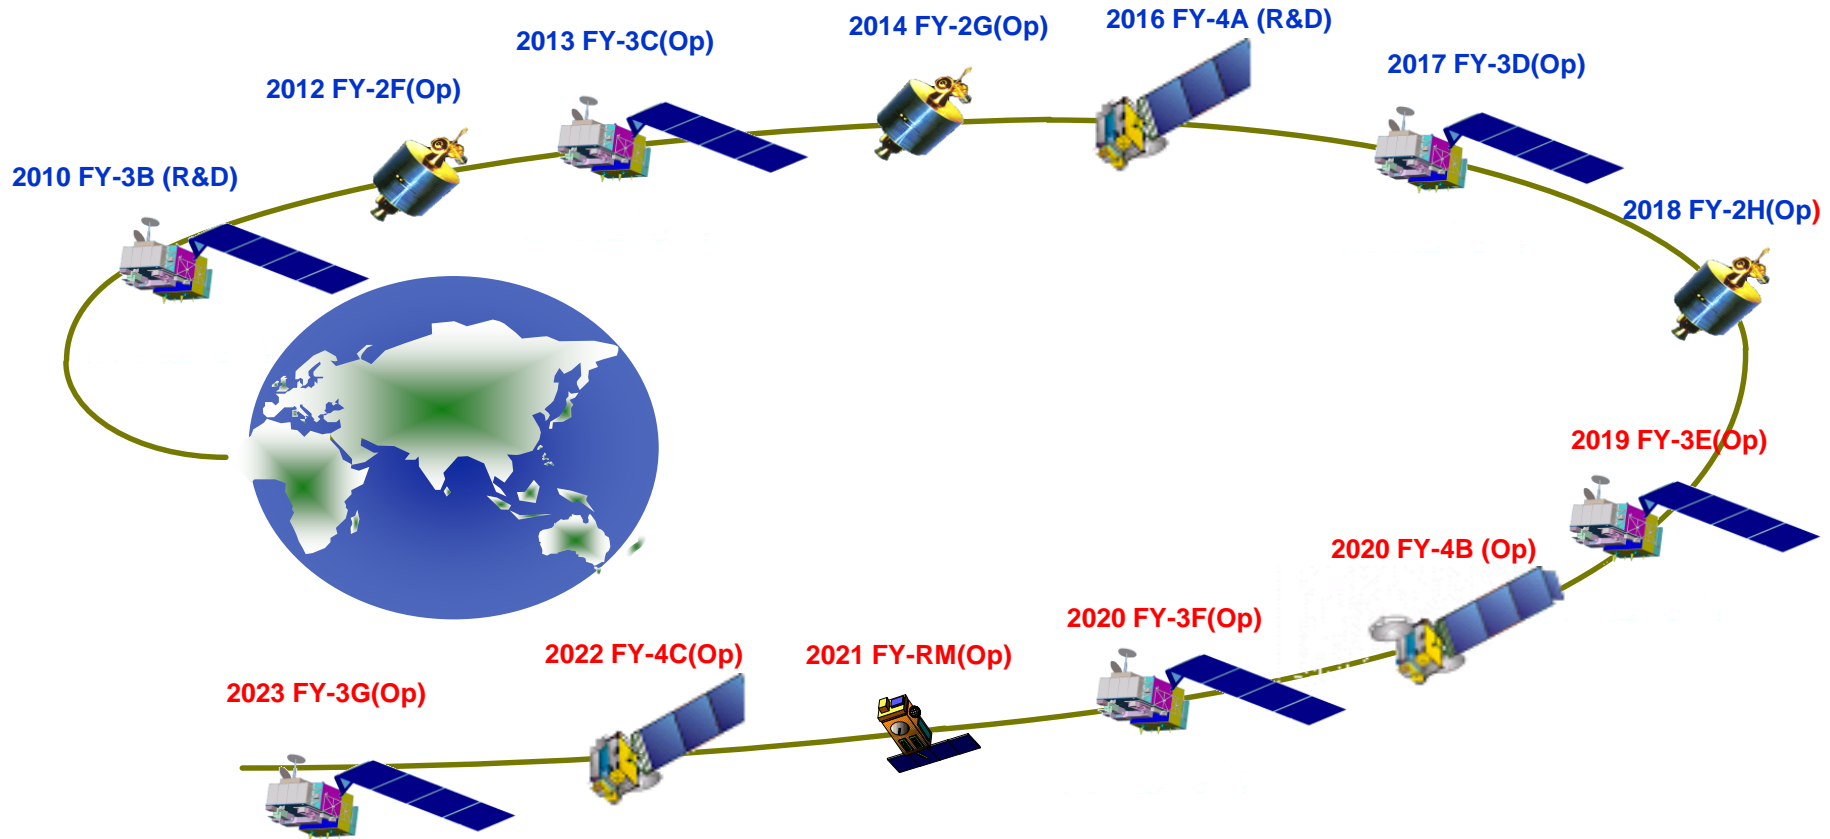 2010 FY-3B (R&D)
2012 FY-2F(Op)
2013 FY-3C(Op)
2014 FY-2G(Op)
2016 FY-4A (R&D)
2017 FY-3D(Op)
2018 FY-2H(Op)
2019 FY-3E(Op)
2020 FY-4B (Op)
2020 FY-3F(Op)
2021 FY-RM(Op)
2022 FY-4C(Op)
2023 FY-3G(Op)